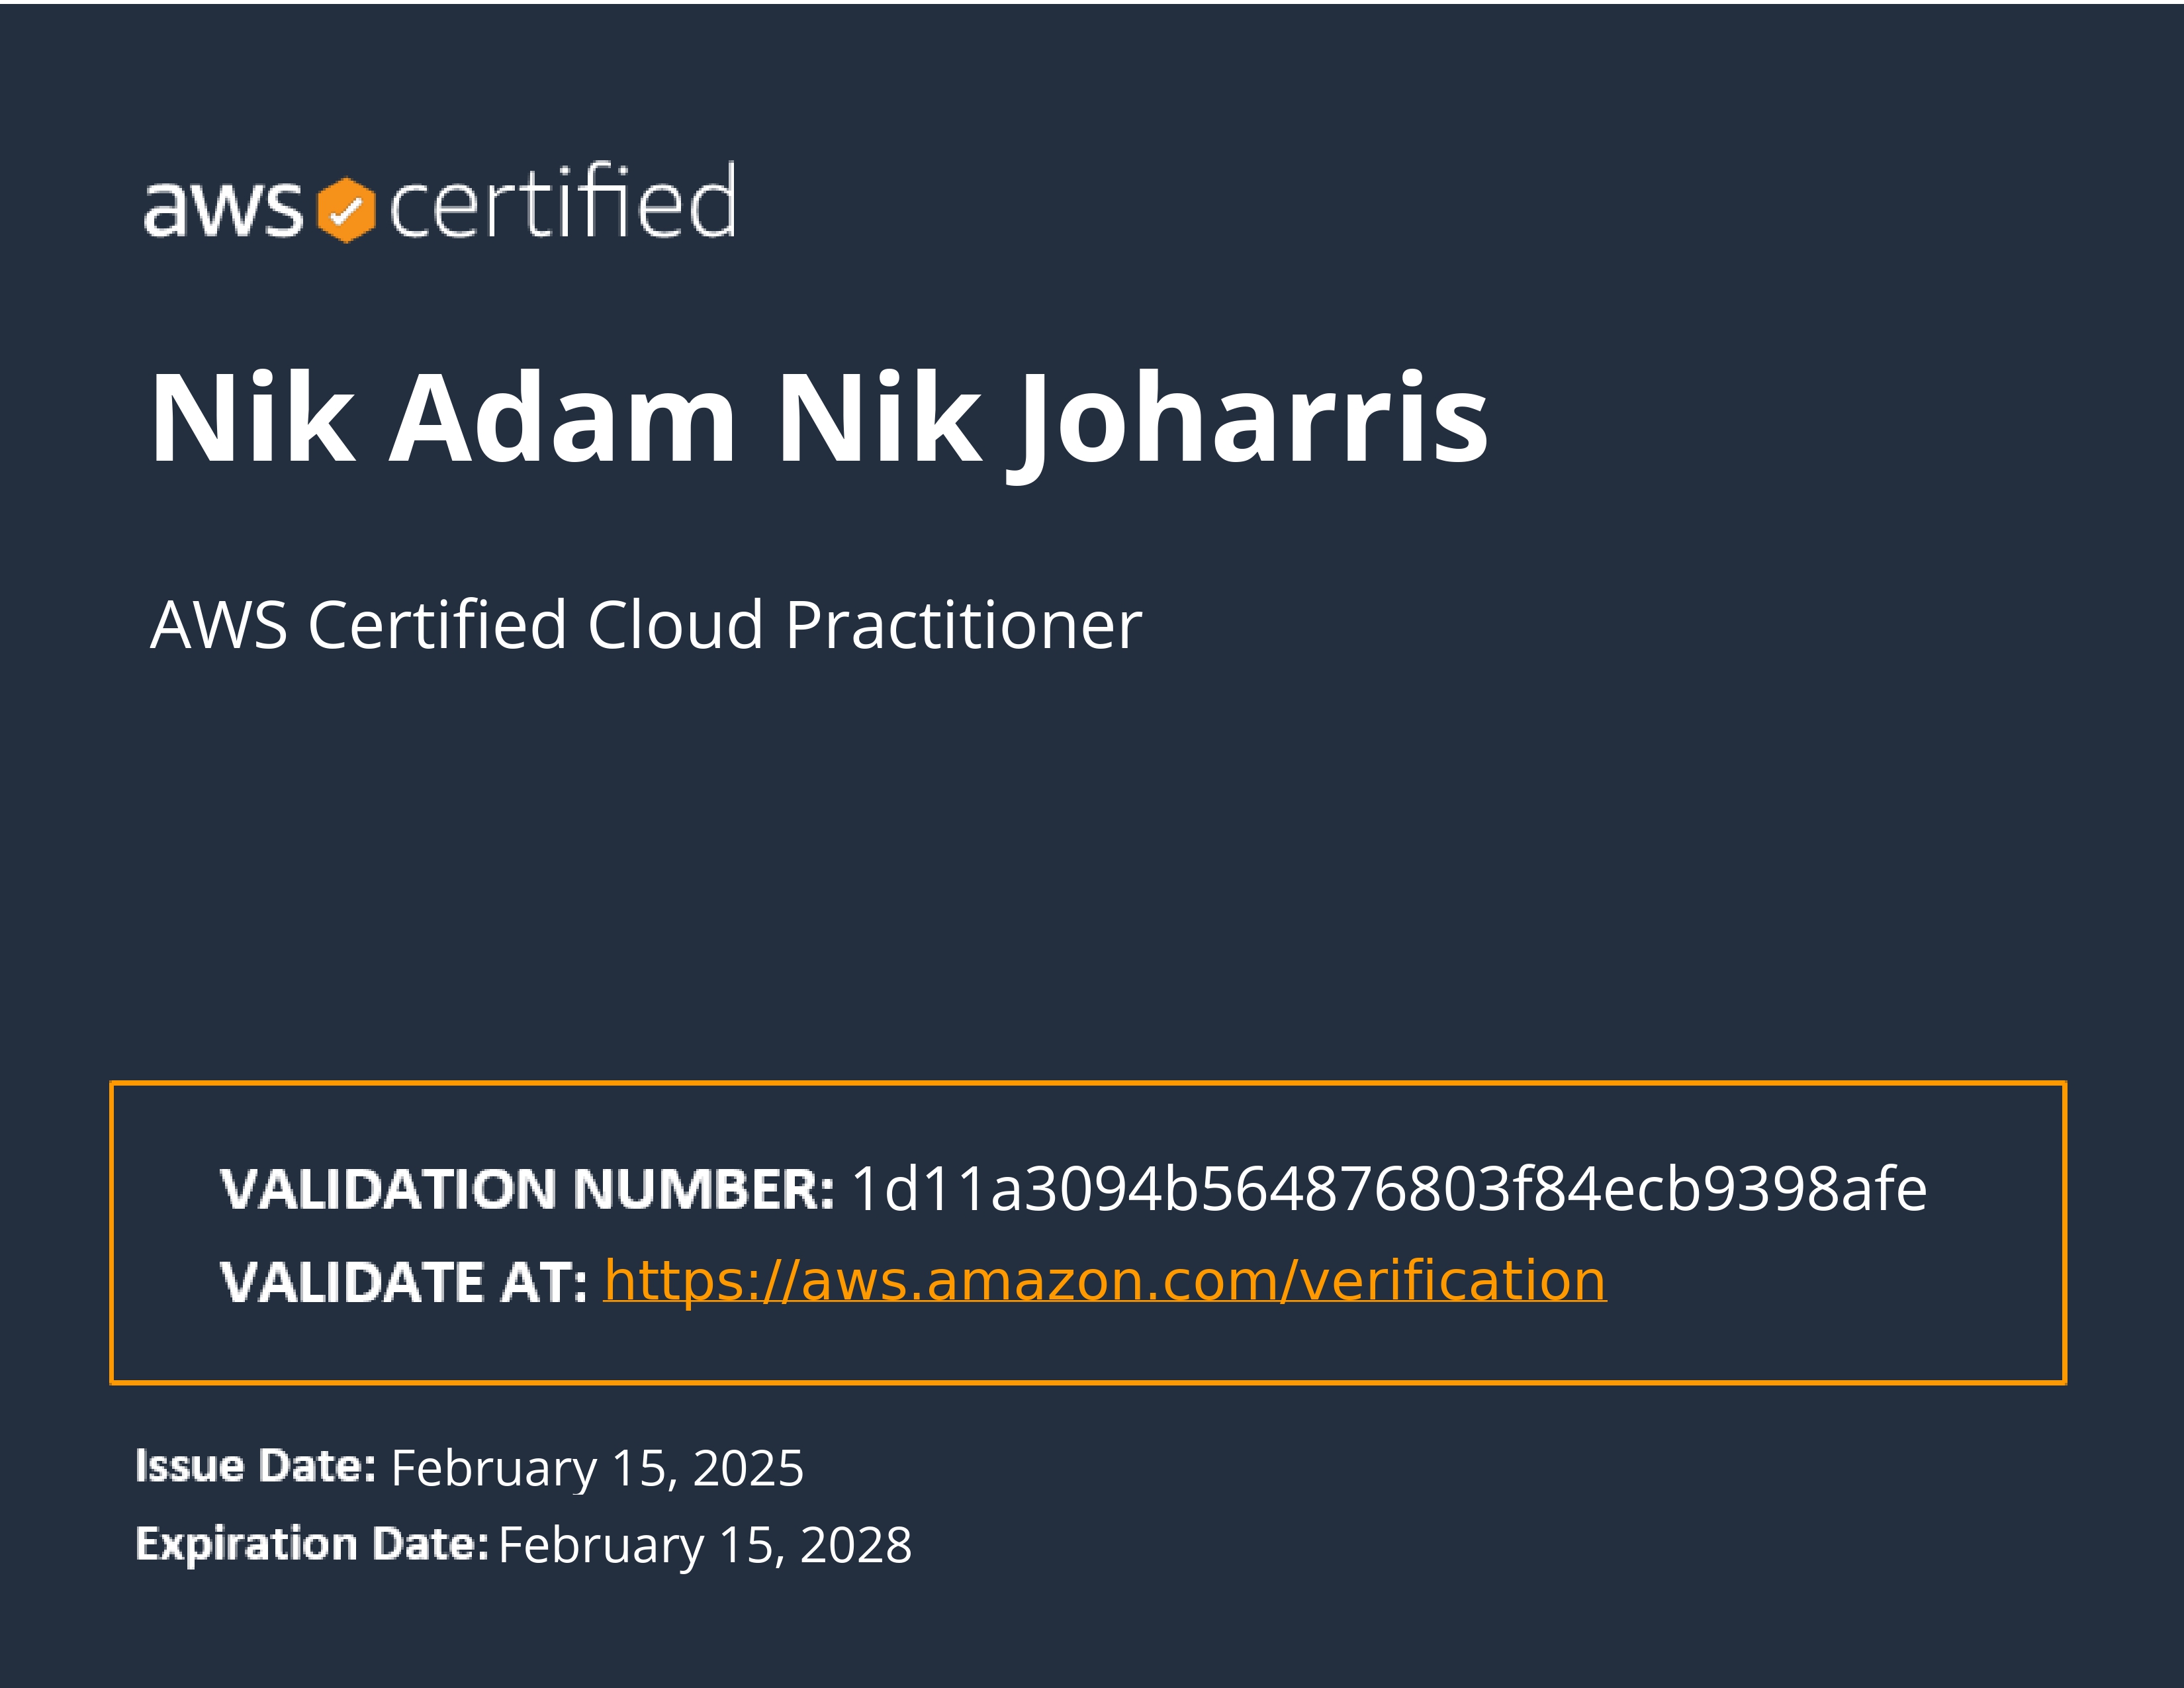 aws certified
Nik Adam Nik Joharris
AWS Certified Cloud Practitioner
VALIDATION NUMBER: 1d11a3094b564876803f84ecb9398afe
VALIDATE AT: https://aws.amazon.com/verification
Issue Date: February 15, 2025
Expiration Date: February 15, 2028